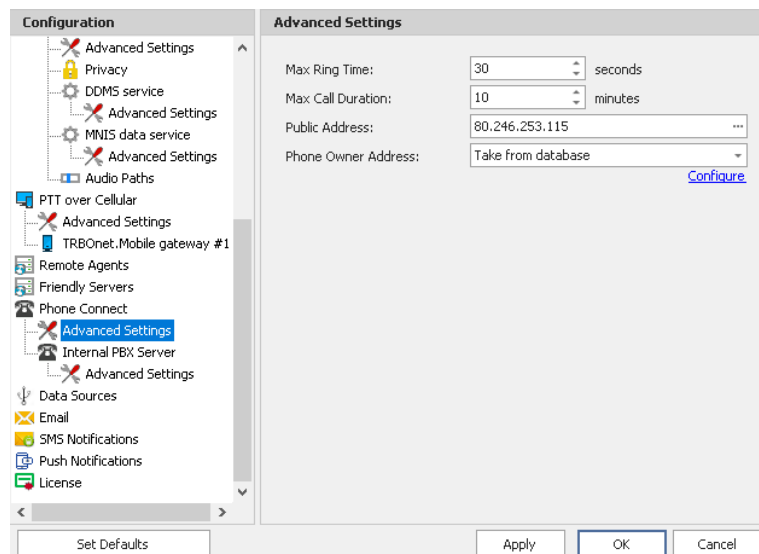 Configuration
Advanced Settings
Privacy
DDMS service
Advanced Settings
MNIS data service
Advanced Settings
Audio Paths
PTT over Cellular
Advanced Settings
TRBOnet.Mobile gateway #1
Remote Agents
Friendly Servers
Phone Connect
Advanced Settings
Internal PBX Server
Advanced Settings
Data Sources
Email
SMS Notifications
Push Notifications
License
Advanced Settings
Max Ring Time: 30 seconds
Max Call Duration: 10 minutes
Public Address: 80.246.253.115 ...
Phone Owner Address: Take from database
Configure
Set Defaults Apply OK Cancel